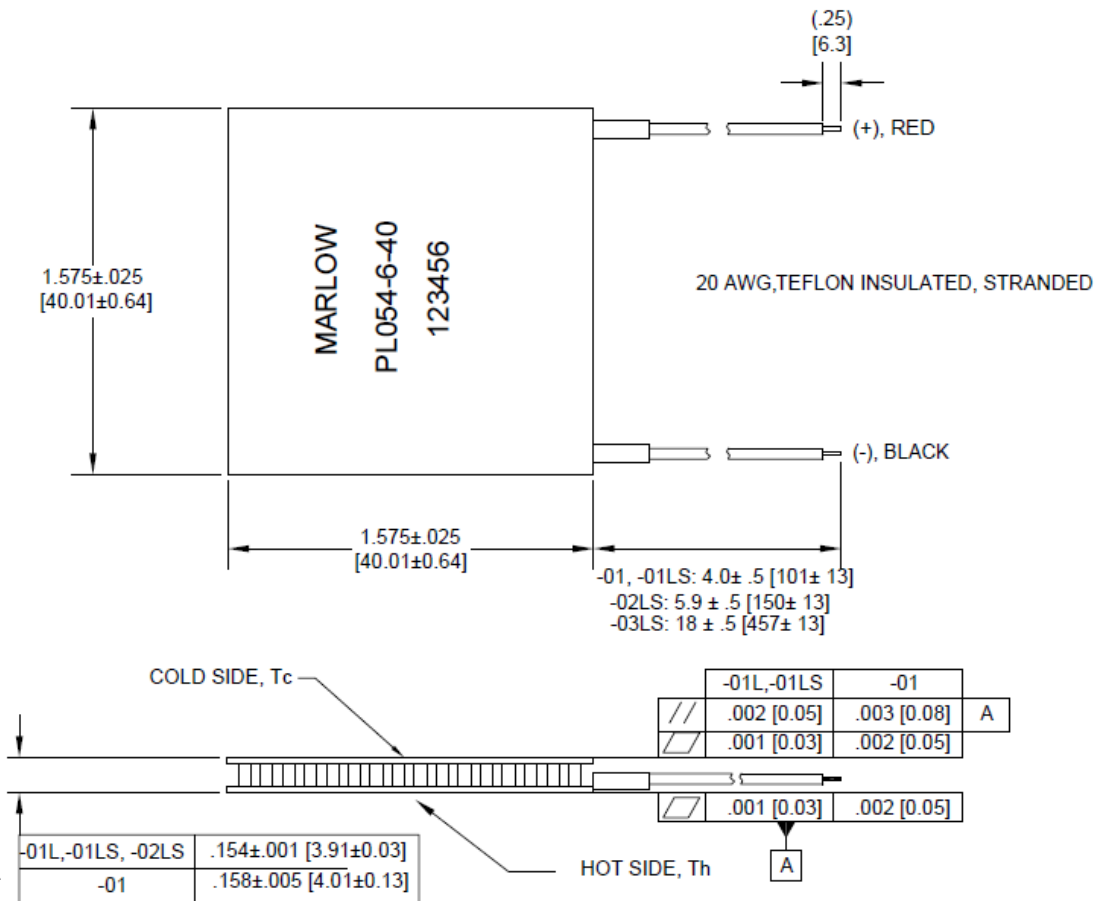 (.25)
[6.3]
(+), RED
MARLOW
PL054-6-40
123456
1.575±.025
[40.01±0.64]
20 AWG,TEFLON INSULATED, STRANDED
(-), BLACK
1.575±.025
[40.01±0.64]
-01, -01LS: 4.0± .5 [101± 13]
-02LS: 5.9 ± .5 [150± 13]
-03LS: 18 ± .5 [457± 13]
COLD SIDE, Tc
-01L,-01LS -01
// .002 [0.05] .003 [0.08] A
.001 [0.03] .002 [0.05]
.001 [0.03] .002 [0.05]
A
HOT SIDE, Th
-01L,-01LS, -02LS .154±.001 [3.91±0.03]
-01 .158±.005 [4.01±0.13]